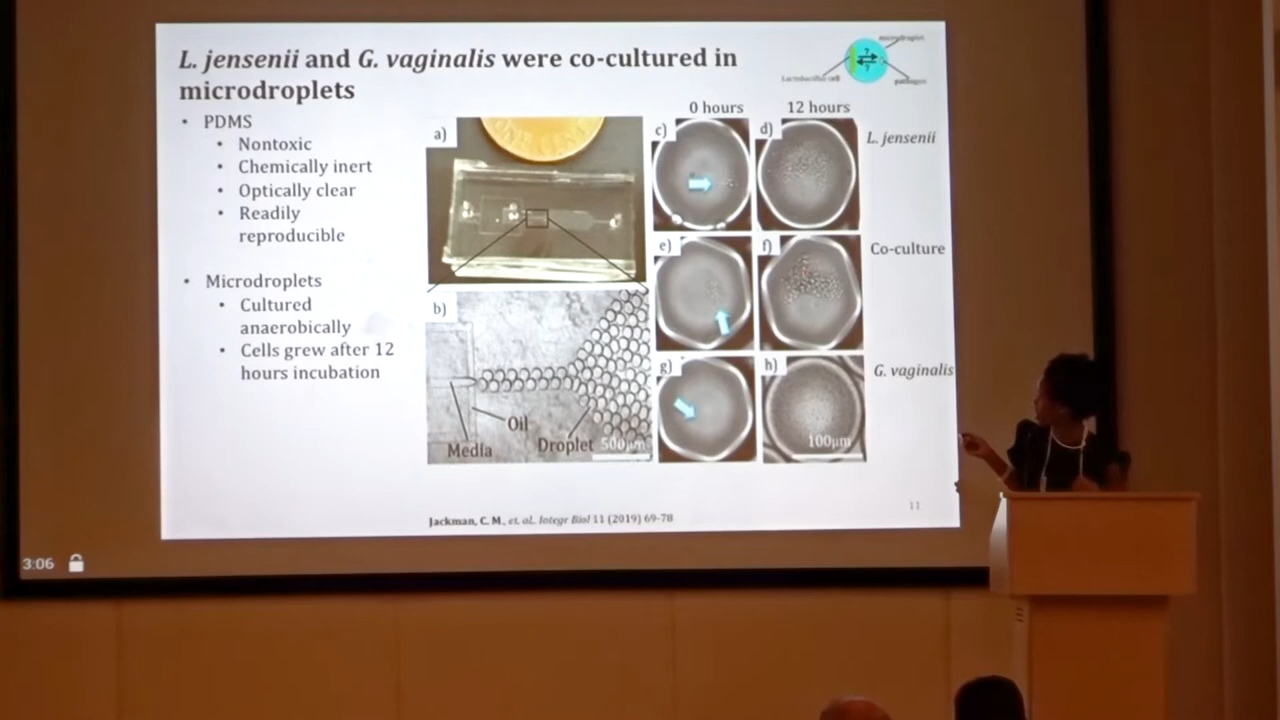 L. jensenii and G. vaginalis were co-cultured in
microdroplets
microdroplet
Lactobacillus cell
pathogen
?
?
• PDMS
• Nontoxic
• Chemically inert
• Optically clear
• Readily
reproducible
• Microdroplets
• Cultured
anaerobically
• Cells grew after 12
hours incubation
a)
b)
Media
Oil
Droplet
500μm
0 hours 12 hours
c) d) L. jensenii
e) f) Co-culture
g) h) G. vaginalis
100μm
Jackman, C. M., et. al. Integr Biol 11 (2019) 69-78
11
3:06